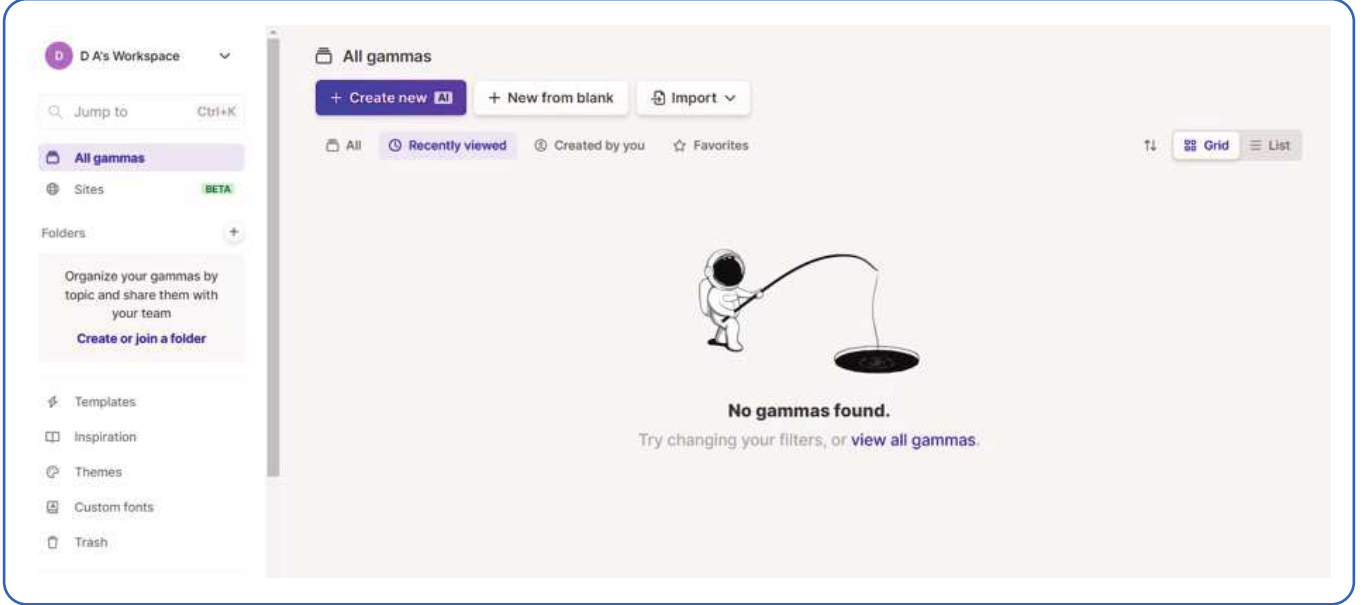 D
D A's Workspace
Jump to
Ctrl+K
All gammas
Sites
BETA
Folders
+
Organize your gammas by
topic and share them with
your team
Create or join a folder
Templates
Inspiration
Themes
Custom fonts
Trash
All gammas
+ Create new AI
+ New from blank
Import
All
Recently viewed
Created by you
Favorites
Grid
List
No gammas found.
Try changing your filters, or view all gammas.